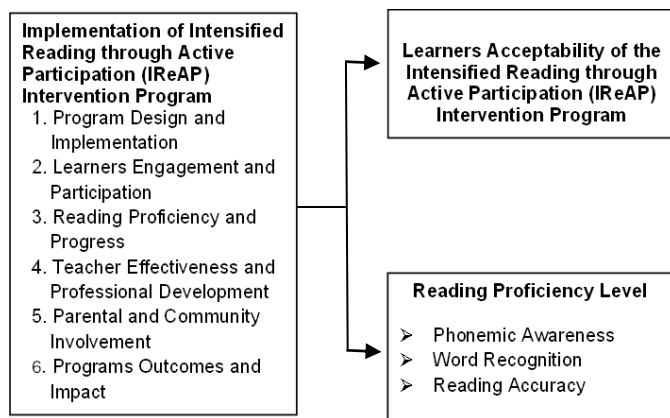 Implementation of Intensified
Reading through Active
Participation (IReAP)
Intervention Program
1. Program Design and
Implementation
2. Learners Engagement and
Participation
3. Reading Proficiency and
Progress
4. Teacher Effectiveness and
Professional Development
5. Parental and Community
Involvement
6. Programs Outcomes and
Impact
Learners Acceptability of the
Intensified Reading through
Active Participation (IReAP)
Intervention Program
Reading Proficiency Level
➢ Phonemic Awareness
➢ Word Recognition
➢ Reading Accuracy